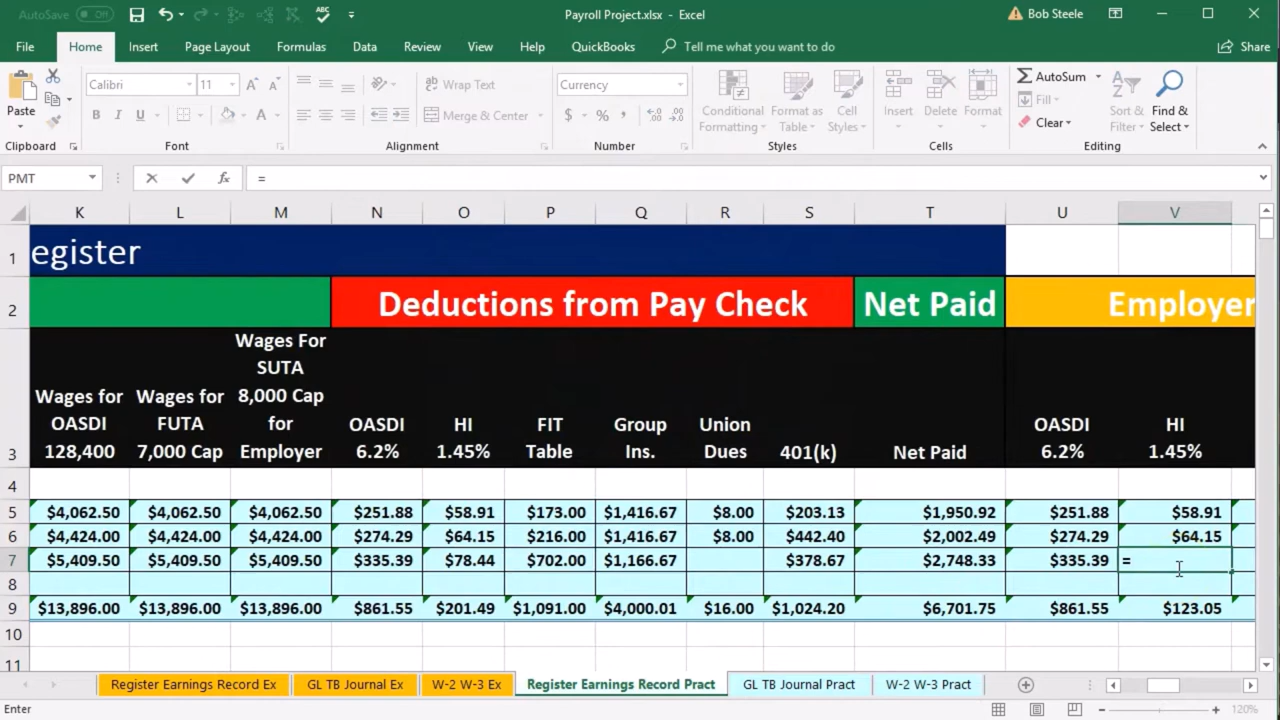 AutoSave Off ABC Payroll Project.xlsx - Excel Bob Steele
File Home Insert Page Layout Formulas Data Review View Help QuickBooks Tell me what you want to do Share
Paste Calibri 11 A A ab Wrap Text Currency Conditional Format as Cell Insert Delete Format AutoSum Sort & Find &
B I U A Merge & Center $ % , Formatting Table Styles Fill Filter Select
Clear
Clipboard Font Alignment Number Styles Cells Editing
PMT fx =
K L M N O P Q R S T U V
1 egister
2 Deductions from Pay Check Net Paid Employer
Wages For
SUTA
Wages for Wages for 8,000 Cap
OASDI FUTA for OASDI HI FIT Group Union OASDI HI
3 128,400 7,000 Cap Employer 6.2% 1.45% Table Ins. Dues 401(k) Net Paid 6.2% 1.45%
4
5 $4,062.50 $4,062.50 $4,062.50 $251.88 $58.91 $173.00 $1,416.67 $8.00 $203.13 $1,950.92 $251.88 $58.91
6 $4,424.00 $4,424.00 $4,424.00 $274.29 $64.15 $216.00 $1,416.67 $8.00 $442.40 $2,002.49 $274.29 $64.15
7 $5,409.50 $5,409.50 $5,409.50 $335.39 $78.44 $702.00 $1,166.67 $378.67 $2,748.33 $335.39 =
8
9 $13,896.00 $13,896.00 $13,896.00 $861.55 $201.49 $1,091.00 $4,000.01 $16.00 $1,024.20 $6,701.75 $861.55 $123.05
10
11
Register Earnings Record Ex GL TB Journal Ex W-2 W-3 Ex Register Earnings Record Pract GL TB Journal Pract W-2 W-3 Pract
Enter 120%